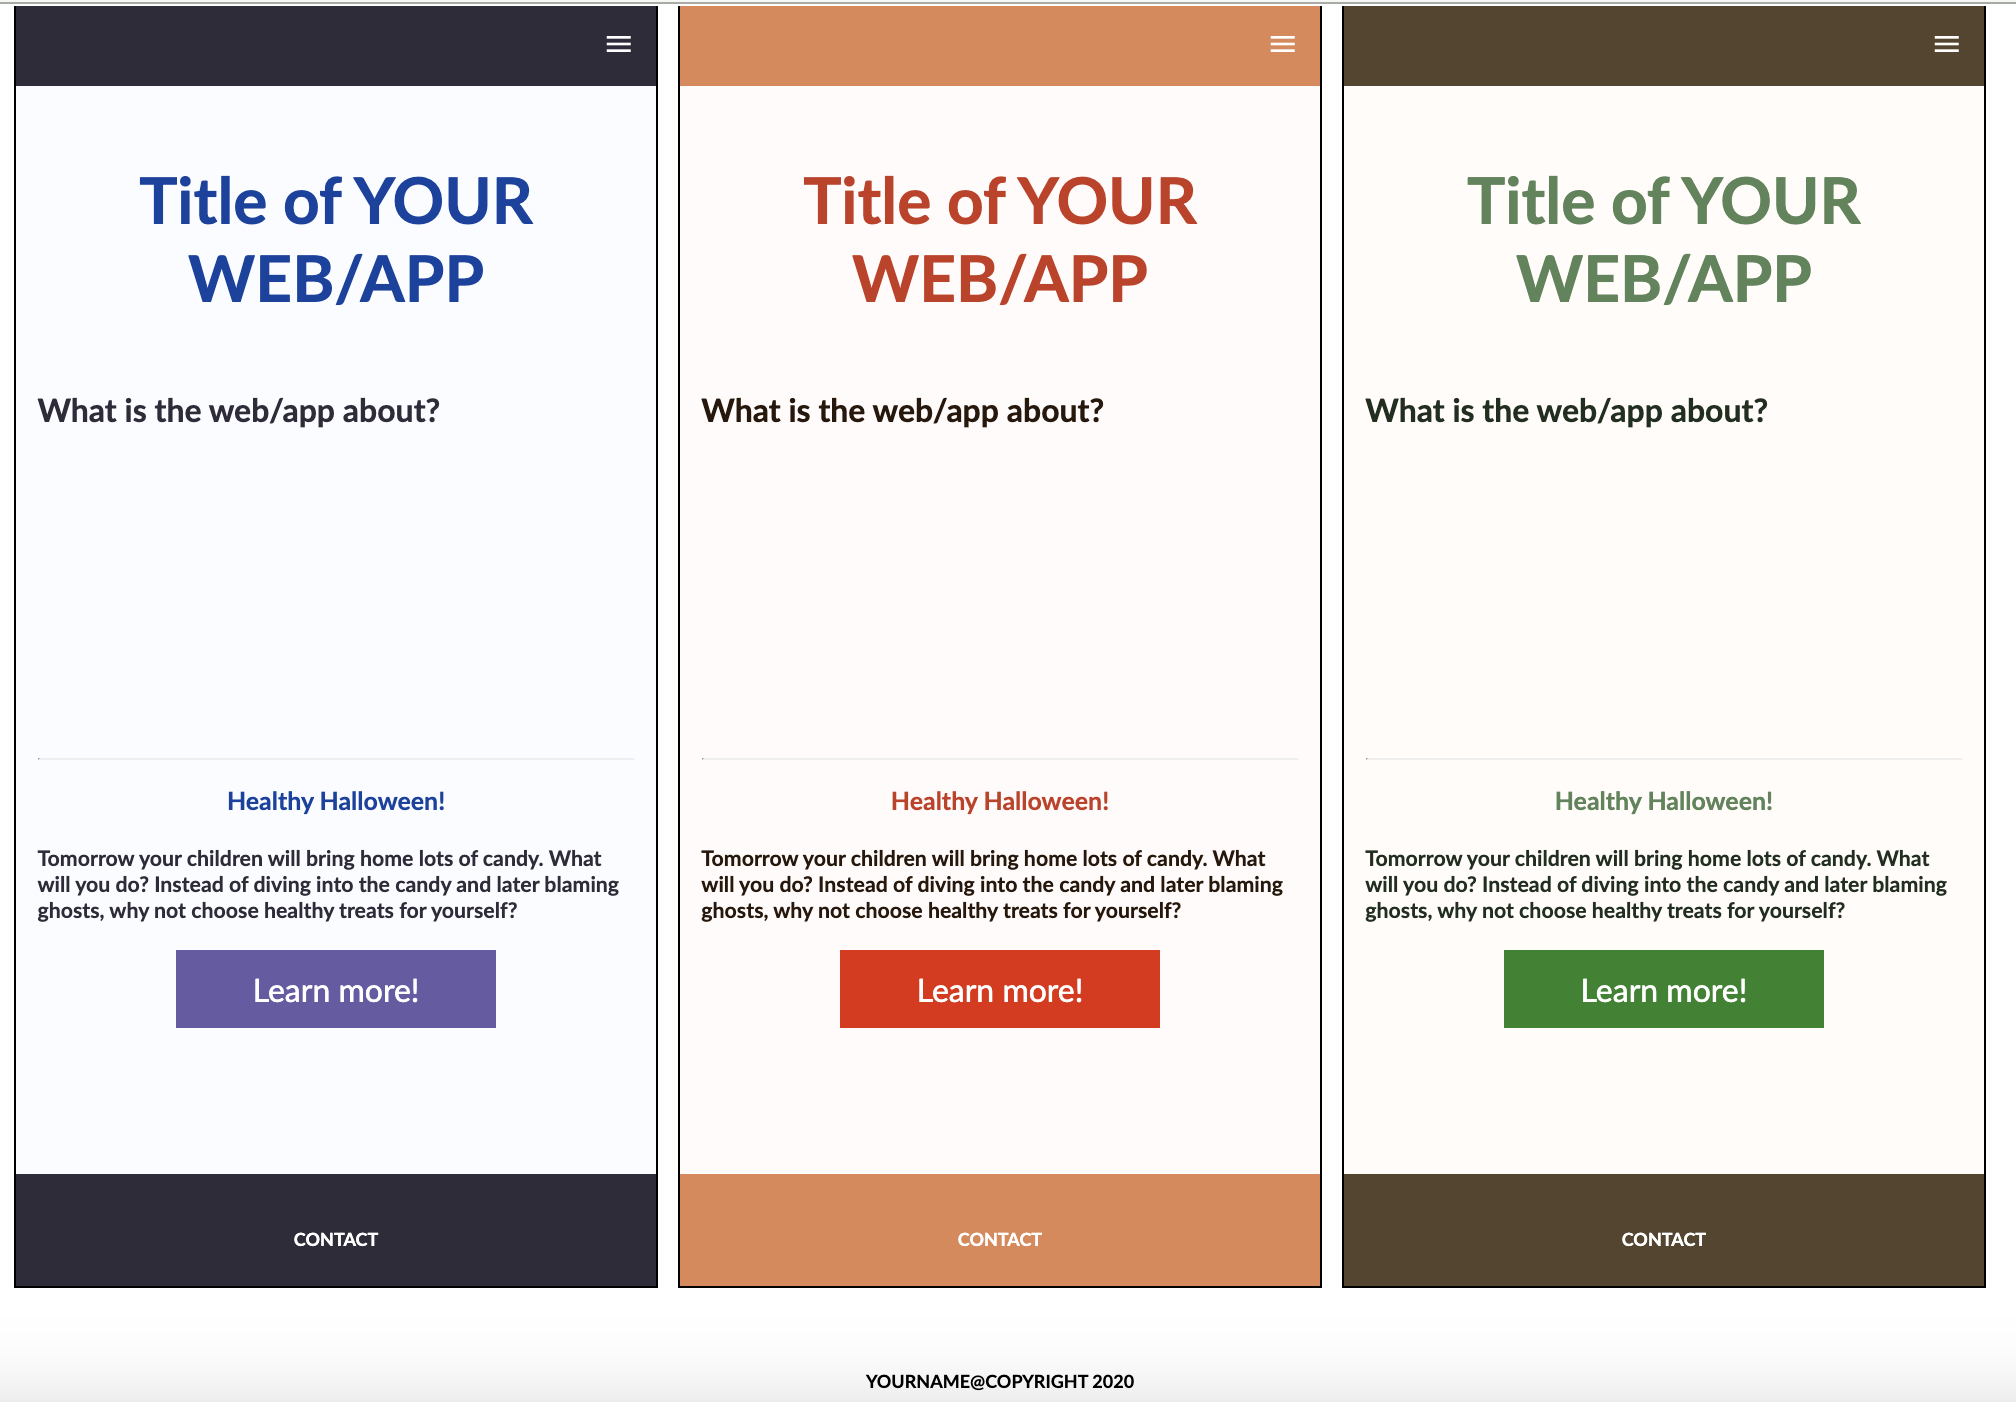 Title of YOUR
WEB/APP
What is the web/app about?
Healthy Halloween!
Tomorrow your children will bring home lots of candy. What
will you do? Instead of diving into the candy and later blaming
ghosts, why not choose healthy treats for yourself?
Learn more!
CONTACT
Title of YOUR
WEB/APP
What is the web/app about?
Healthy Halloween!
Tomorrow your children will bring home lots of candy. What
will you do? Instead of diving into the candy and later blaming
ghosts, why not choose healthy treats for yourself?
Learn more!
CONTACT
Title of YOUR
WEB/APP
What is the web/app about?
Healthy Halloween!
Tomorrow your children will bring home lots of candy. What
will you do? Instead of diving into the candy and later blaming
ghosts, why not choose healthy treats for yourself?
Learn more!
CONTACT
YOURNAME@COPYRIGHT 2020